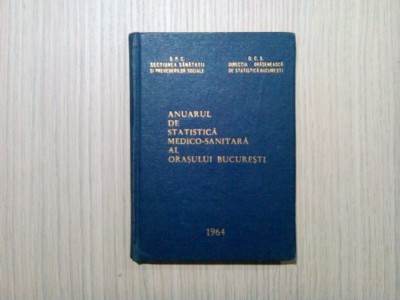 S. P. C.
SECȚIUNEA SĂNĂTĂȚII
ȘI PREVEDERILOR SOCIALE
D. C. S.
DIRECȚIA ORĂȘENEASCĂ
DE STATISTICĂ BUCUREȘTI
ANUARUL
DE
STATISTICĂ
MEDICO-SANITARĂ
AL
ORAȘULUI BUCUREȘTI
1964